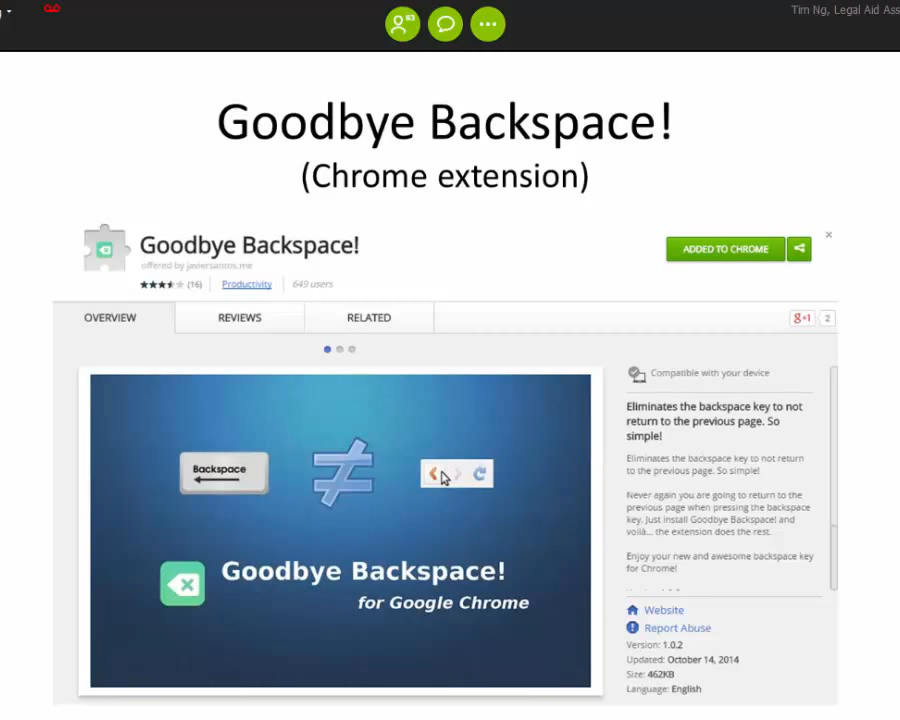 Tim Ng, Legal Aid Ass
93
Goodbye Backspace!
(Chrome extension)
Goodbye Backspace!
offered by javiersantos.me
(16) Productivity 649 users
ADDED TO CHROME
OVERVIEW REVIEWS RELATED
g+1 2
Compatible with your device
Eliminates the backspace key to not
return to the previous page. So
simple!
Eliminates the backspace key to not return
to the previous page. So simple!
Never again you are going to return to the
previous page when pressing the backspace
key. Just install Goodbye Backspace! and
voilà... the extension does the rest.
Enjoy your new and awesome backspace key
for Chrome!
Website
Report Abuse
Version: 1.0.2
Updated: October 14, 2014
Size: 462KB
Language: English
Backspace
Goodbye Backspace!
for Google Chrome